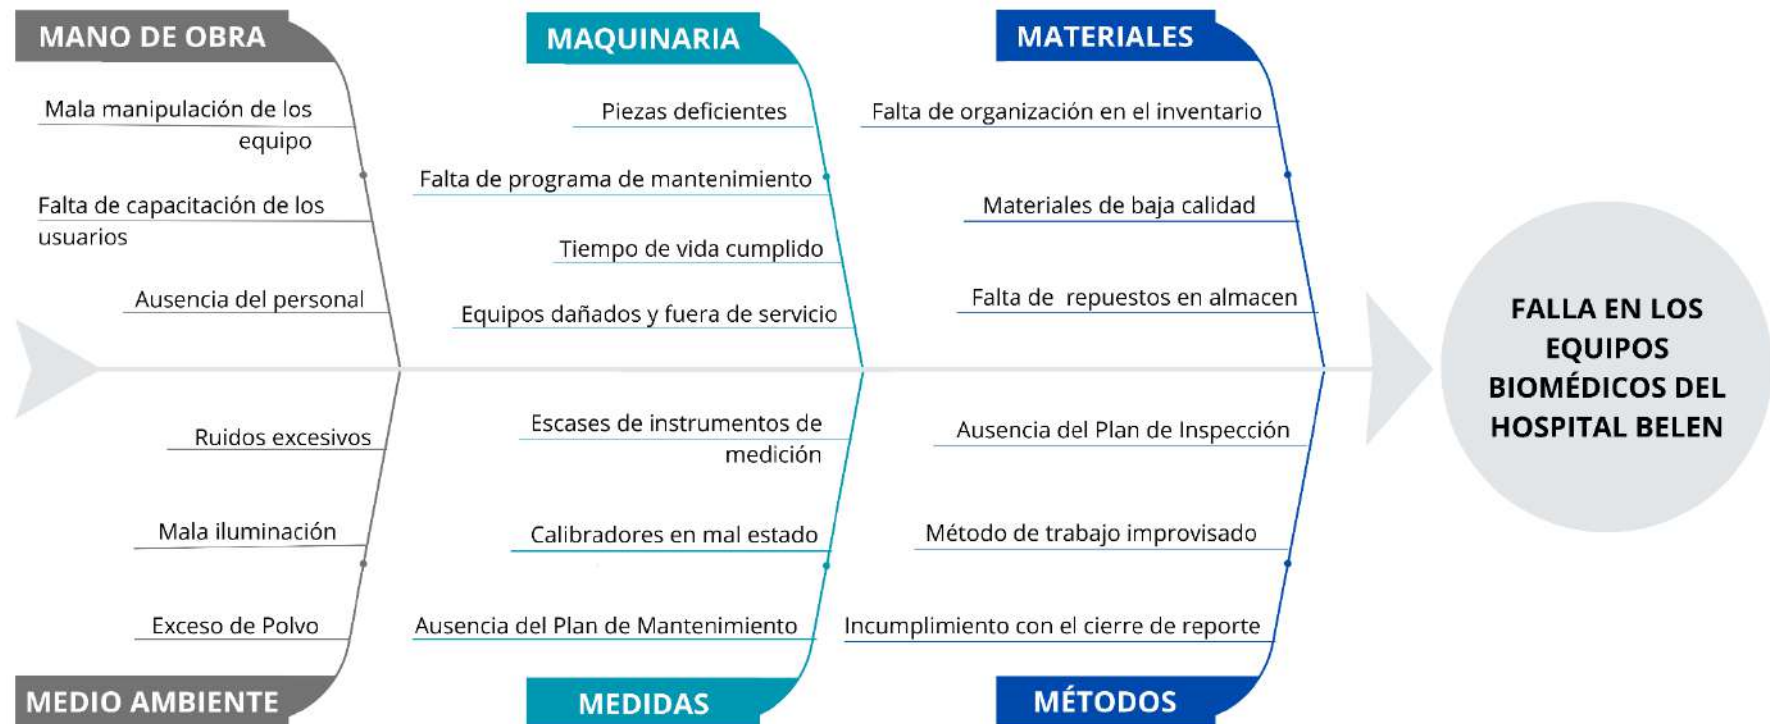 MANO DE OBRA
Mala manipulación de los
equipo
Falta de capacitación de los
usuarios
Ausencia del personal
MAQUINARIA
Piezas deficientes
Falta de programa de mantenimiento
Tiempo de vida cumplido
Equipos dañados y fuera de servicio
MATERIALES
Falta de organización en el inventario
Materiales de baja calidad
Falta de repuestos en almacen
FALLA EN LOS
EQUIPOS
BIOMÉDICOS DEL
HOSPITAL BELEN
Ruidos excesivos
Mala iluminación
Exceso de Polvo
MEDIO AMBIENTE
Escases de instrumentos de
medición
Calibradores en mal estado
Ausencia del Plan de Mantenimiento
MEDIDAS
Ausencia del Plan de Inspección
Método de trabajo improvisado
Incumplimiento con el cierre de reporte
MÉTODOS